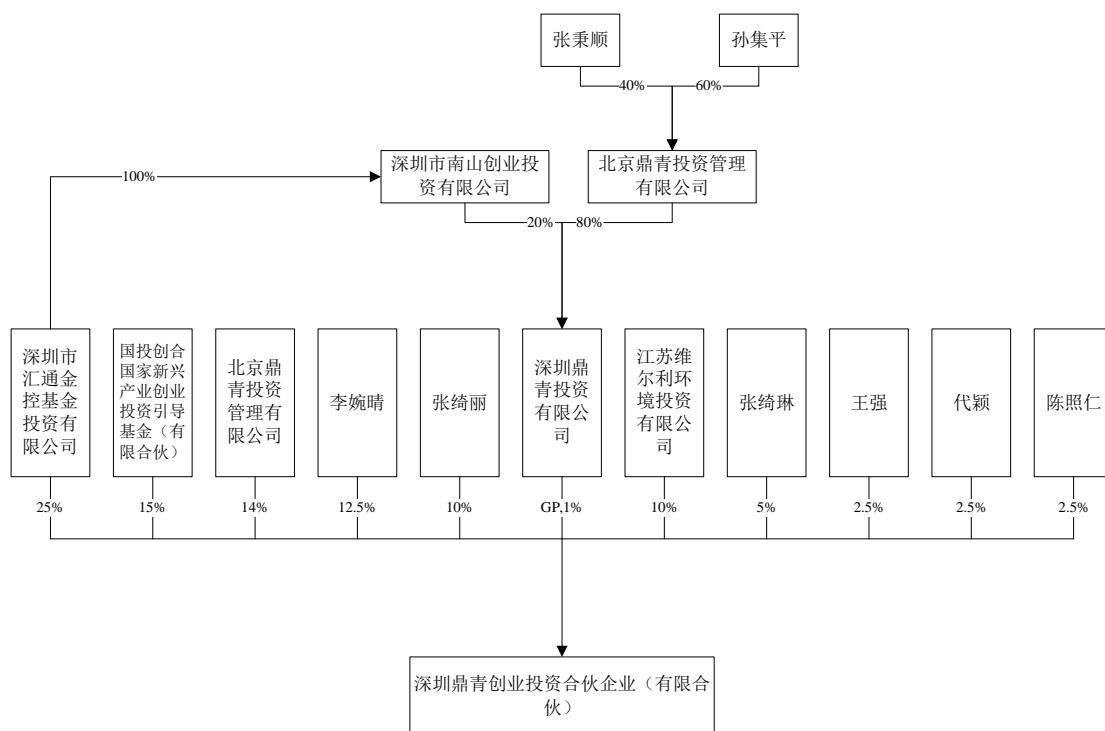 张秉顺
孙集平
40%
60%
深圳市南山创业投
资有限公司
北京鼎青投资管理
有限公司
100%
20%
80%
深圳市
汇通金
控基金
投资有
限公司
国投创合
国家新兴
产业创业
投资引导
基金（有
限合伙）
北京鼎
青投资
管理有
限公司
李婉晴
张绮丽
深圳鼎
青投资
有限公
司
江苏维
尔利环
境投资
有限公
司
张绮琳
王强
代颖
陈照仁
25%
15%
14%
12.5%
10%
GP,1%
10%
5%
2.5%
2.5%
2.5%
深圳鼎青创业投资合伙企业（有限合
伙）